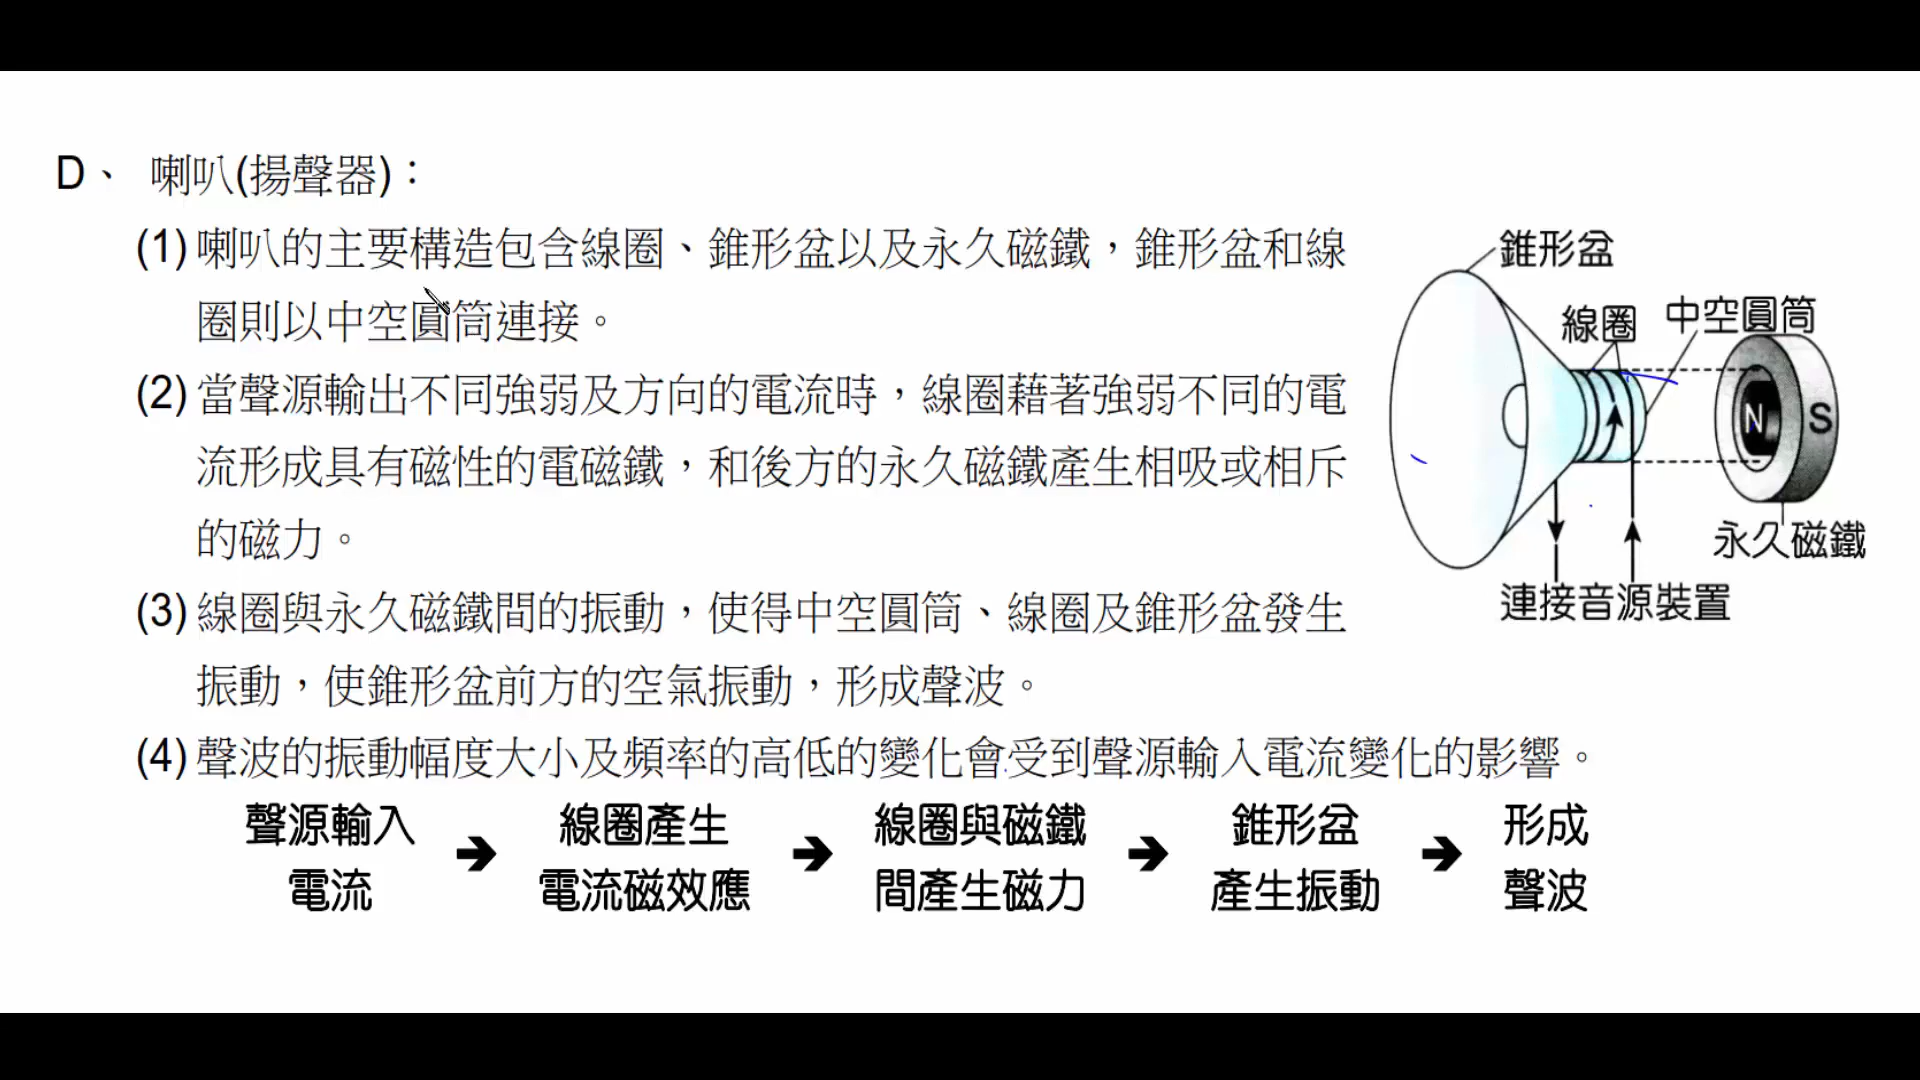 D、 喇叭(揚聲器)：
(1) 喇叭的主要構造包含線圈、錐形盆以及永久磁鐵，錐形盆和線
圈則以中空圓筒連接。
(2) 當聲源輸出不同強弱及方向的電流時，線圈藉著強弱不同的電
流形成具有磁性的電磁鐵，和後方的永久磁鐵產生相吸或相斥
的磁力。
(3) 線圈與永久磁鐵間的振動，使得中空圓筒、線圈及錐形盆發生
振動，使錐形盆前方的空氣振動，形成聲波。
(4) 聲波的振動幅度大小及頻率的高低的變化會受到聲源輸入電流變化的影響。
錐形盆
線圈
中空圓筒
N
S
永久磁鐵
連接音源裝置
聲源輸入
電流
➔
線圈產生
電流磁效應
➔
線圈與磁鐵
間產生磁力
➔
錐形盆
產生振動
➔
形成
聲波